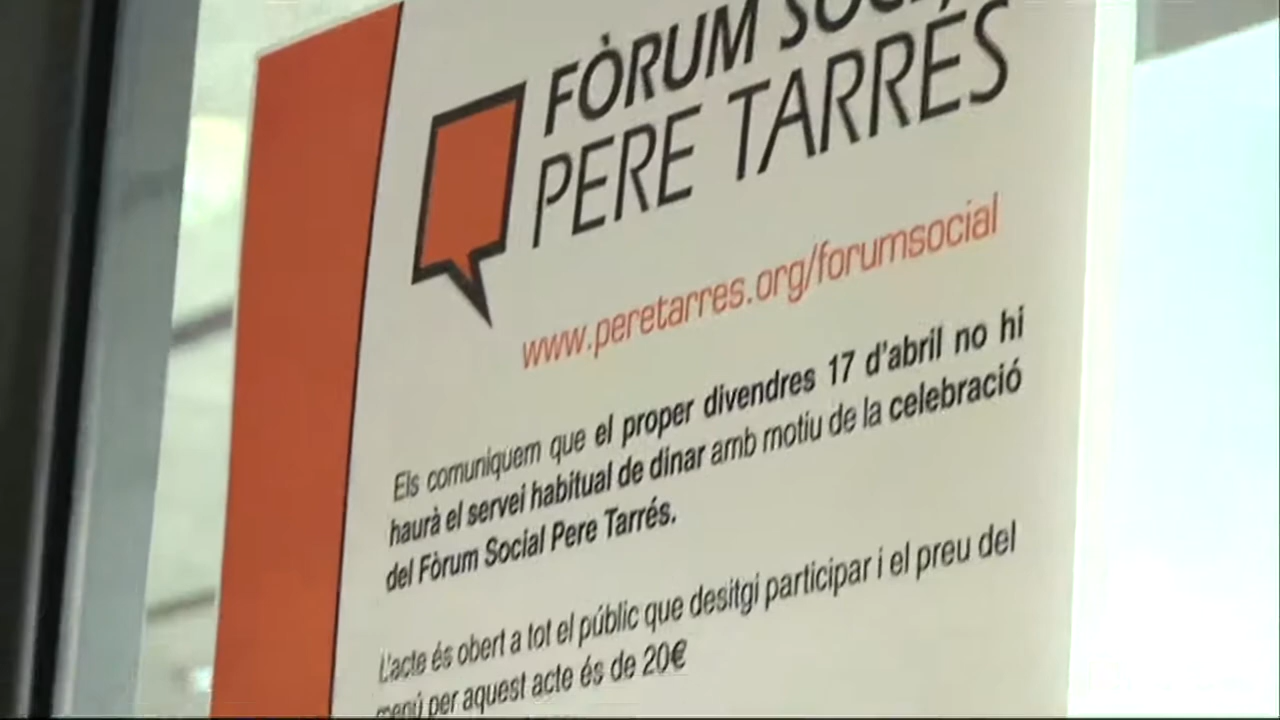 FÒRUM
PERE TARRÉS
www.peretarres.org/forumsocial
Els comuniquem que el proper divendres 17 d'abril no hi
haurà el servei habitual de dinar amb motiu de la celebració
del Fòrum Social Pere Tarrés.
L'acte és obert a tot el públic que desitgi participar i el preu del
menú per aquest acte és de 20€